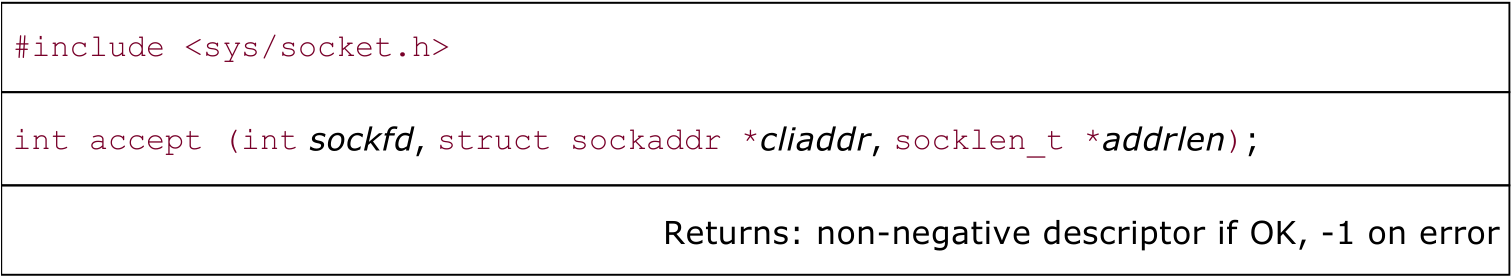 #include <sys/socket.h>
int accept (int sockfd, struct sockaddr *cliaddr, socklen_t *addrlen);
Returns: non-negative descriptor if OK, -1 on error